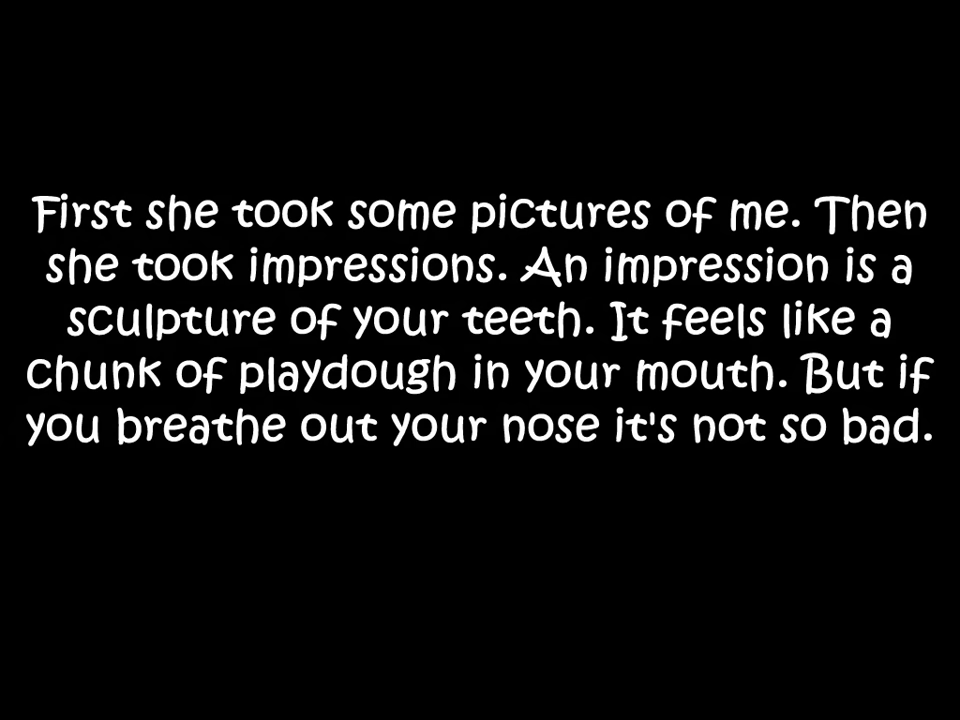 First she took some pictures of me. Then
she took impressions. An impression is a
sculpture of your teeth. It feels like a
chunk of playdough in your mouth. But if
you breathe out your nose it's not so bad.